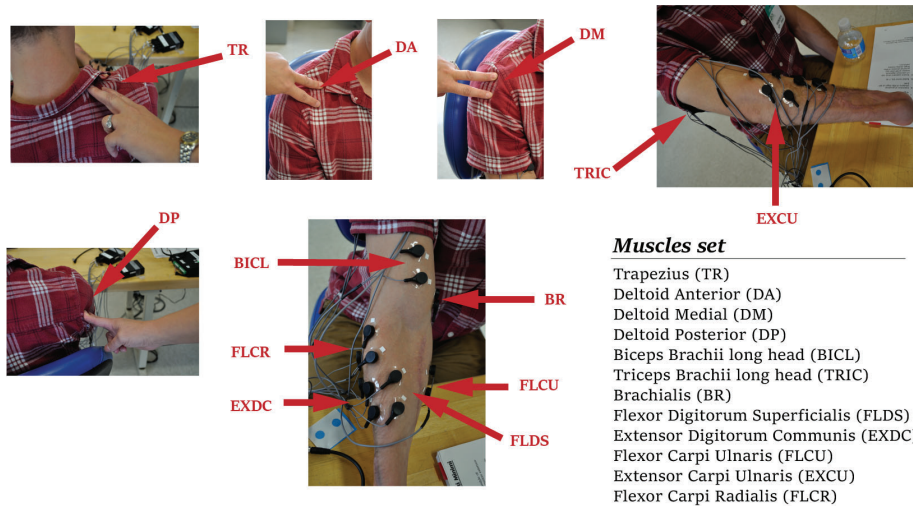 TR
DA
DM
TRIC
EXCU
DP
BICL
BR
FLCR
FLCU
EXDC
FLDS
Muscles set
Trapezius (TR)
Deltoid Anterior (DA)
Deltoid Medial (DM)
Deltoid Posterior (DP)
Biceps Brachii long head (BICL)
Triceps Brachii long head (TRIC)
Brachialis (BR)
Flexor Digitorum Superficialis (FLDS)
Extensor Digitorum Communis (EXDC)
Flexor Carpi Ulnaris (FLCU)
Extensor Carpi Ulnaris (EXCU)
Flexor Carpi Radialis (FLCR)